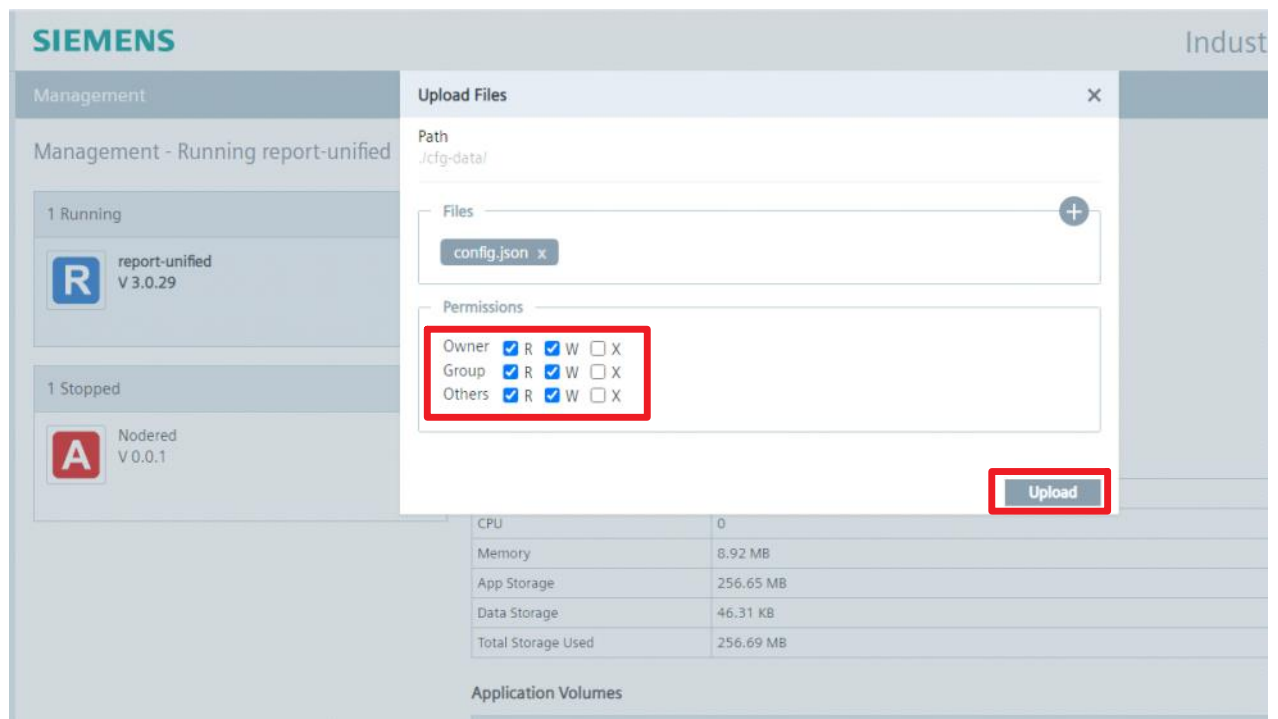 SIEMENS
Indust
Management
Management - Running report-unified
1 Running
R
report-unified
V 3.0.29
1 Stopped
A
Nodered
V 0.0.1
Upload Files
×
Path
./cfg-data/
Files
+
config.json x
Permissions
Owner R W X
Group R W X
Others R W X
Upload
CPU 0
Memory 8.92 MB
App Storage 256.65 MB
Data Storage 46.31 KB
Total Storage Used 256.69 MB
Application Volumes